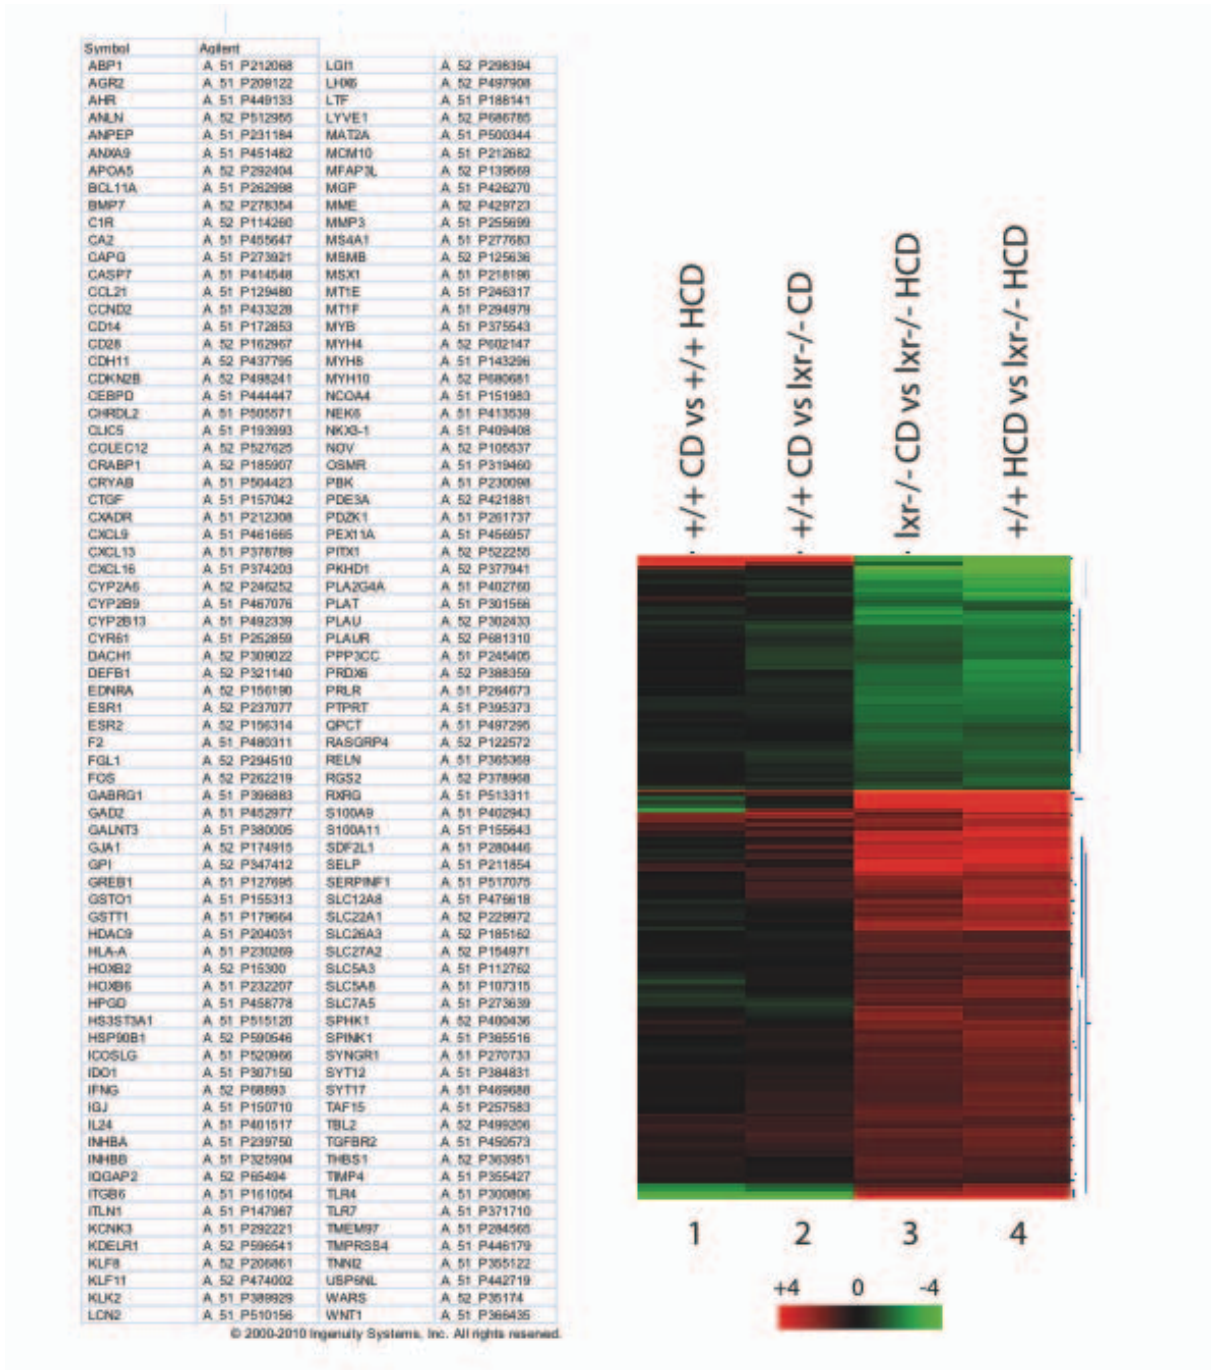 Symbol Agilent
ABP1 A_51_P212068 LGI1 A_52_P298394
AGR2 A_51_P209122 LHX6 A_52_P497908
AHR A_51_P449133 LTF A_51_P188141
ANLN A_52_P512955 LYVE1 A_52_P686785
ANPEP A_51_P231184 MAT2A A_51_P500344
ANXA9 A_51_P451482 MCM10 A_51_P212682
APOA5 A_52_P292404 MFAP3L A_52_P139569
BCL11A A_51_P262998 MGP A_51_P426270
BMP7 A_52_P278354 MME A_52_P429723
C1R A_52_P114260 MMP3 A_51_P255699
CA2 A_51_P455647 MS4A1 A_51_P277683
CAPG A_51_P273921 MSMB A_52_P125636
CASP7 A_51_P414548 MSX1 A_51_P218196
CCL21 A_51_P129480 MT1E A_51_P246317
CCND2 A_51_P433228 MT1F A_51_P294979
CD14 A_51_P172853 MYB A_51_P375543
CD28 A_52_P162967 MYH4 A_52_P602147
CDH11 A_52_P437795 MYH8 A_51_P143296
CDKN2B A_52_P498241 MYH10 A_52_P680681
CEBPD A_51_P444447 NCOA4 A_51_P151983
CHRDL2 A_51_P505571 NEK6 A_51_P413539
CLIC5 A_51_P193993 NKX3-1 A_51_P409408
COLEC12 A_52_P527625 NOV A_52_P105537
CRABP1 A_52_P185907 OSMR A_51_P319460
CRYAB A_51_P504423 PBK A_51_P230098
CTGF A_51_P157042 PDE3A A_52_P421881
CXADR A_51_P212308 PDZK1 A_51_P261737
CXCL9 A_51_P461665 PEX11A A_51_P456957
CXCL13 A_51_P378789 PITX1 A_52_P522255
CXCL16 A_51_P374203 PKHD1 A_52_P377941
CYP2A6 A_52_P246252 PLA2G4A A_51_P402760
CYP2B9 A_51_P467076 PLAT A_51_P301566
CYP2B13 A_51_P492339 PLAU A_52_P302433
CYR61 A_51_P252859 PLAUR A_52_P681310
DACH1 A_52_P309022 PPP3CC A_51_P245405
DEFB1 A_52_P321140 PRDX6 A_52_P388359
EDNRA A_52_P156190 PRLR A_51_P264673
ESR1 A_52_P237077 PTPRT A_51_P395373
ESR2 A_52_P156314 QPCT A_51_P497295
F2 A_51_P480311 RASGRP4 A_52_P122572
FGL1 A_52_P294510 RELN A_51_P365369
FOS A_52_P262219 RGS2 A_52_P378968
GABRG1 A_51_P396883 RXRG A_51_P513311
GAD2 A_51_P452977 S100A9 A_51_P402943
GALNT3 A_51_P380005 S100A11 A_51_P155643
GJA1 A_52_P174915 SDF2L1 A_51_P280446
GPI A_52_P347412 SELP A_51_P211854
GREB1 A_51_P127695 SERPINF1 A_51_P517075
GSTO1 A_51_P155313 SLC12A8 A_51_P476618
GSTT1 A_51_P179664 SLC22A1 A_52_P229972
HDAC9 A_51_P204031 SLC26A3 A_52_P185162
HLA-A A_51_P230269 SLC27A2 A_52_P154971
HOXB2 A_52_P15300 SLC5A3 A_51_P112762
HOXB6 A_51_P232207 SLC5A8 A_51_P107315
HPGD A_51_P458778 SLC7A5 A_51_P273639
HS3ST3A1 A_51_P515120 SPHK1 A_52_P400436
HSP90B1 A_52_P590546 SPINK1 A_51_P365516
ICOSLG A_51_P520966 SYNGR1 A_51_P270733
IDO1 A_51_P307150 SYT12 A_51_P384831
IFNG A_52_P68893 SYT17 A_51_P469688
IGJ A_51_P150710 TAF15 A_51_P257583
IL24 A_51_P401517 TBL2 A_52_P499206
INHBA A_51_P239750 TGFBR2 A_51_P450573
INHBB A_51_P325904 THBS1 A_52_P363951
IQGAP2 A_52_P65494 TIMP4 A_51_P355427
ITGB6 A_51_P161054 TLR4 A_51_P300806
ITLN1 A_51_P147987 TLR7 A_51_P371710
KCNK3 A_51_P292221 TMEM97 A_51_P284565
KDELR1 A_52_P596541 TMPRSS4 A_51_P446179
KLF8 A_52_P206861 TNNI2 A_51_P355122
KLF11 A_52_P474002 USP6NL A_51_P442719
KLK2 A_51_P389929 WARS A_52_P35174
LCN2 A_51_P510156 WNT1 A_51_P366435
© 2000-2010 Ingenuity Systems, Inc. All rights reserved.
+/+ CD vs +/+ HCD
+/+ CD vs lxr-/- CD
lxr-/- CD vs lxr-/- HCD
+/+ HCD vs lxr-/- HCD
1 2 3 4
+4 0 -4